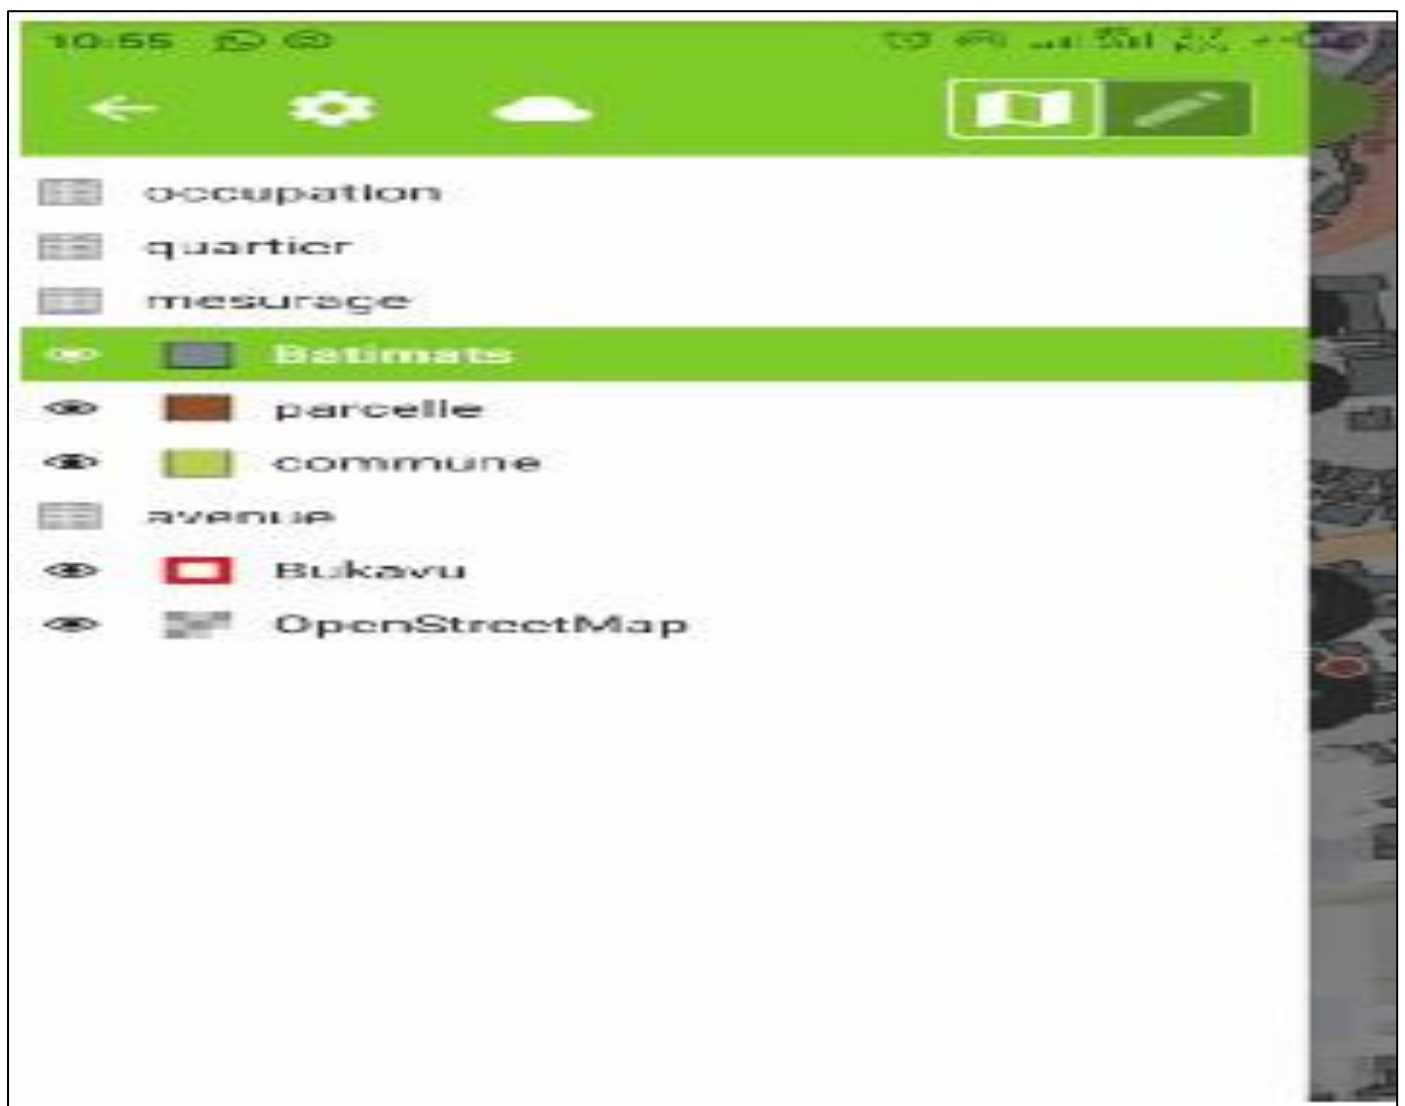 10:55
occupation
quartier
mesurage
Batimats
parcelle
commune
avenue
Bukavu
OpenStreetMap